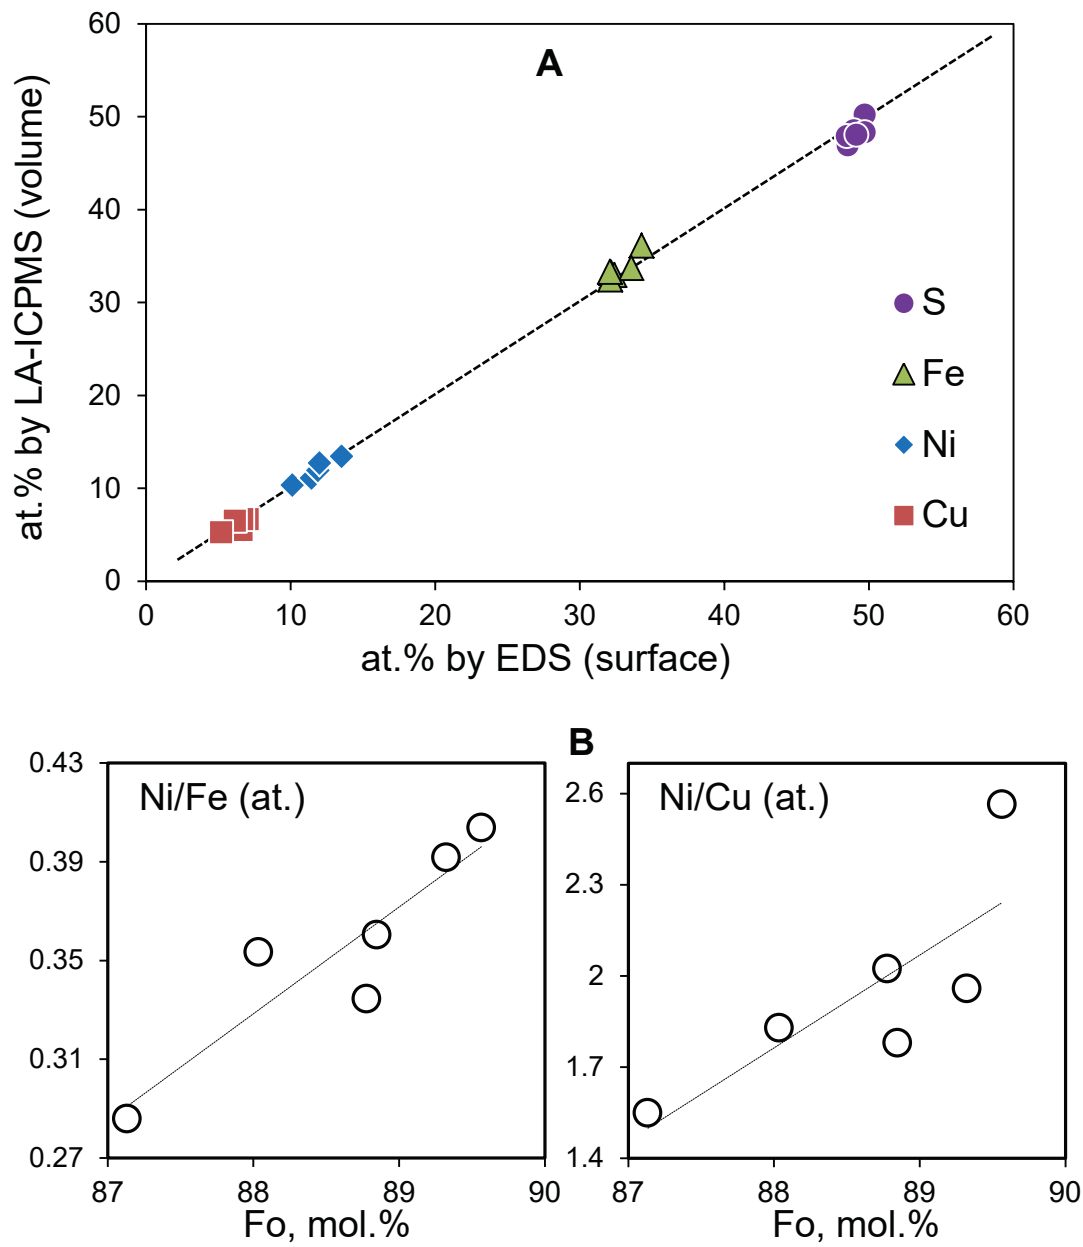 A
at.% by LA-ICPMS (volume)
60
50
40
30
20
10
0
S
Fe
Ni
Cu
0 10 20 30 40 50 60
at.% by EDS (surface)
B
Ni/Fe (at.)
0.43
0.39
0.35
0.31
0.27
87 88 89 90
Fo, mol.%
Ni/Cu (at.)
2.6
2.3
2
1.7
1.4
87 88 89 90
Fo, mol.%